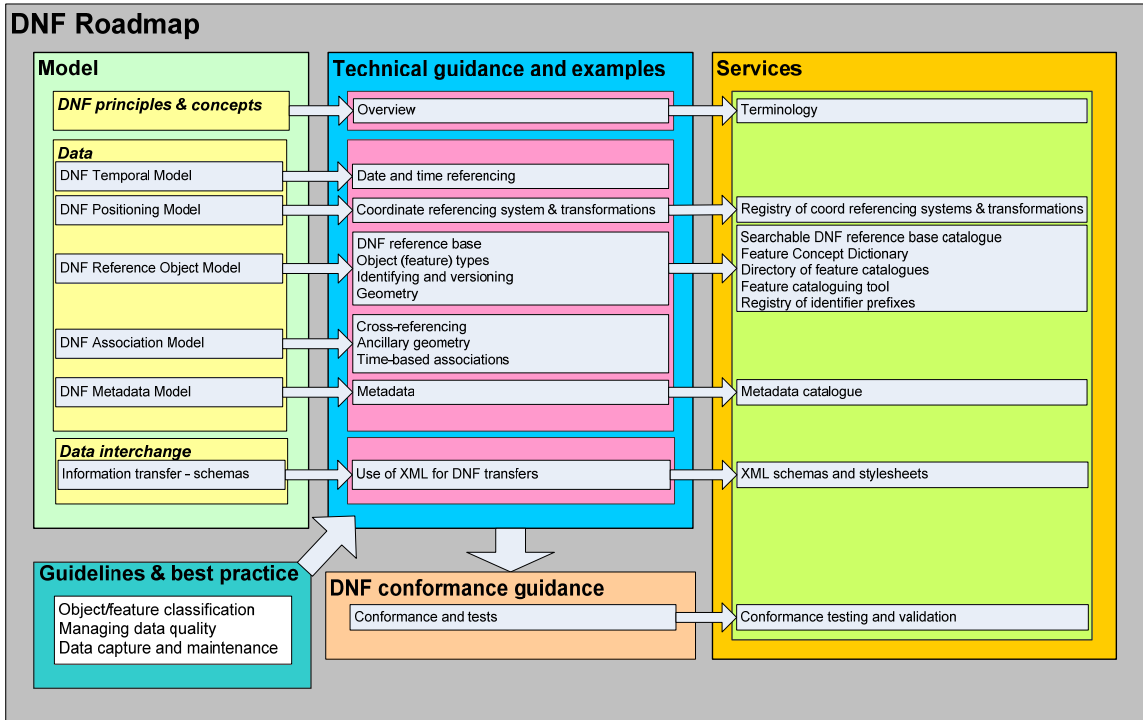 DNF Roadmap
Model
DNF principles & concepts
Data
DNF Temporal Model
DNF Positioning Model
DNF Reference Object Model
DNF Association Model
DNF Metadata Model
Data interchange
Information transfer - schemas
Technical guidance and examples
Overview
Date and time referencing
Coordinate referencing system & transformations
DNF reference base
Object (feature) types
Identifying and versioning
Geometry
Cross-referencing
Ancillary geometry
Time-based associations
Metadata
Use of XML for DNF transfers
Services
Terminology
Registry of coord referencing systems & transformations
Searchable DNF reference base catalogue
Feature Concept Dictionary
Directory of feature catalogues
Feature cataloguing tool
Registry of identifier prefixes
Metadata catalogue
XML schemas and stylesheets
Conformance testing and validation
Guidelines & best practice
Object/feature classification
Managing data quality
Data capture and maintenance
DNF conformance guidance
Conformance and tests